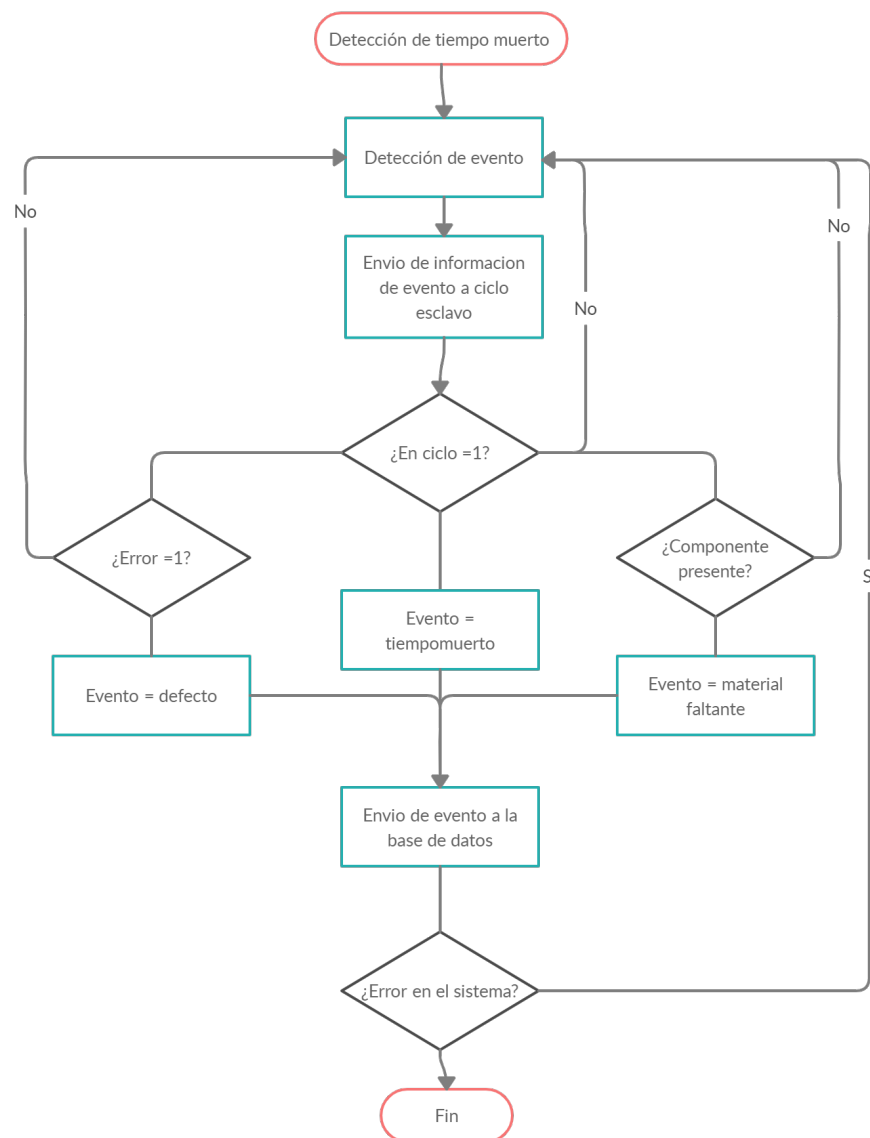 Detección de tiempo muerto
Detección de evento
No
No
No
Envio de informacion
de evento a ciclo
esclavo
¿En ciclo =1?
¿Error =1?
¿Componente
presente?
Evento =
tiempomuerto
Evento = defecto
Evento = material
faltante
Envio de evento a la
base de datos
¿Error en el sistema?
Fin